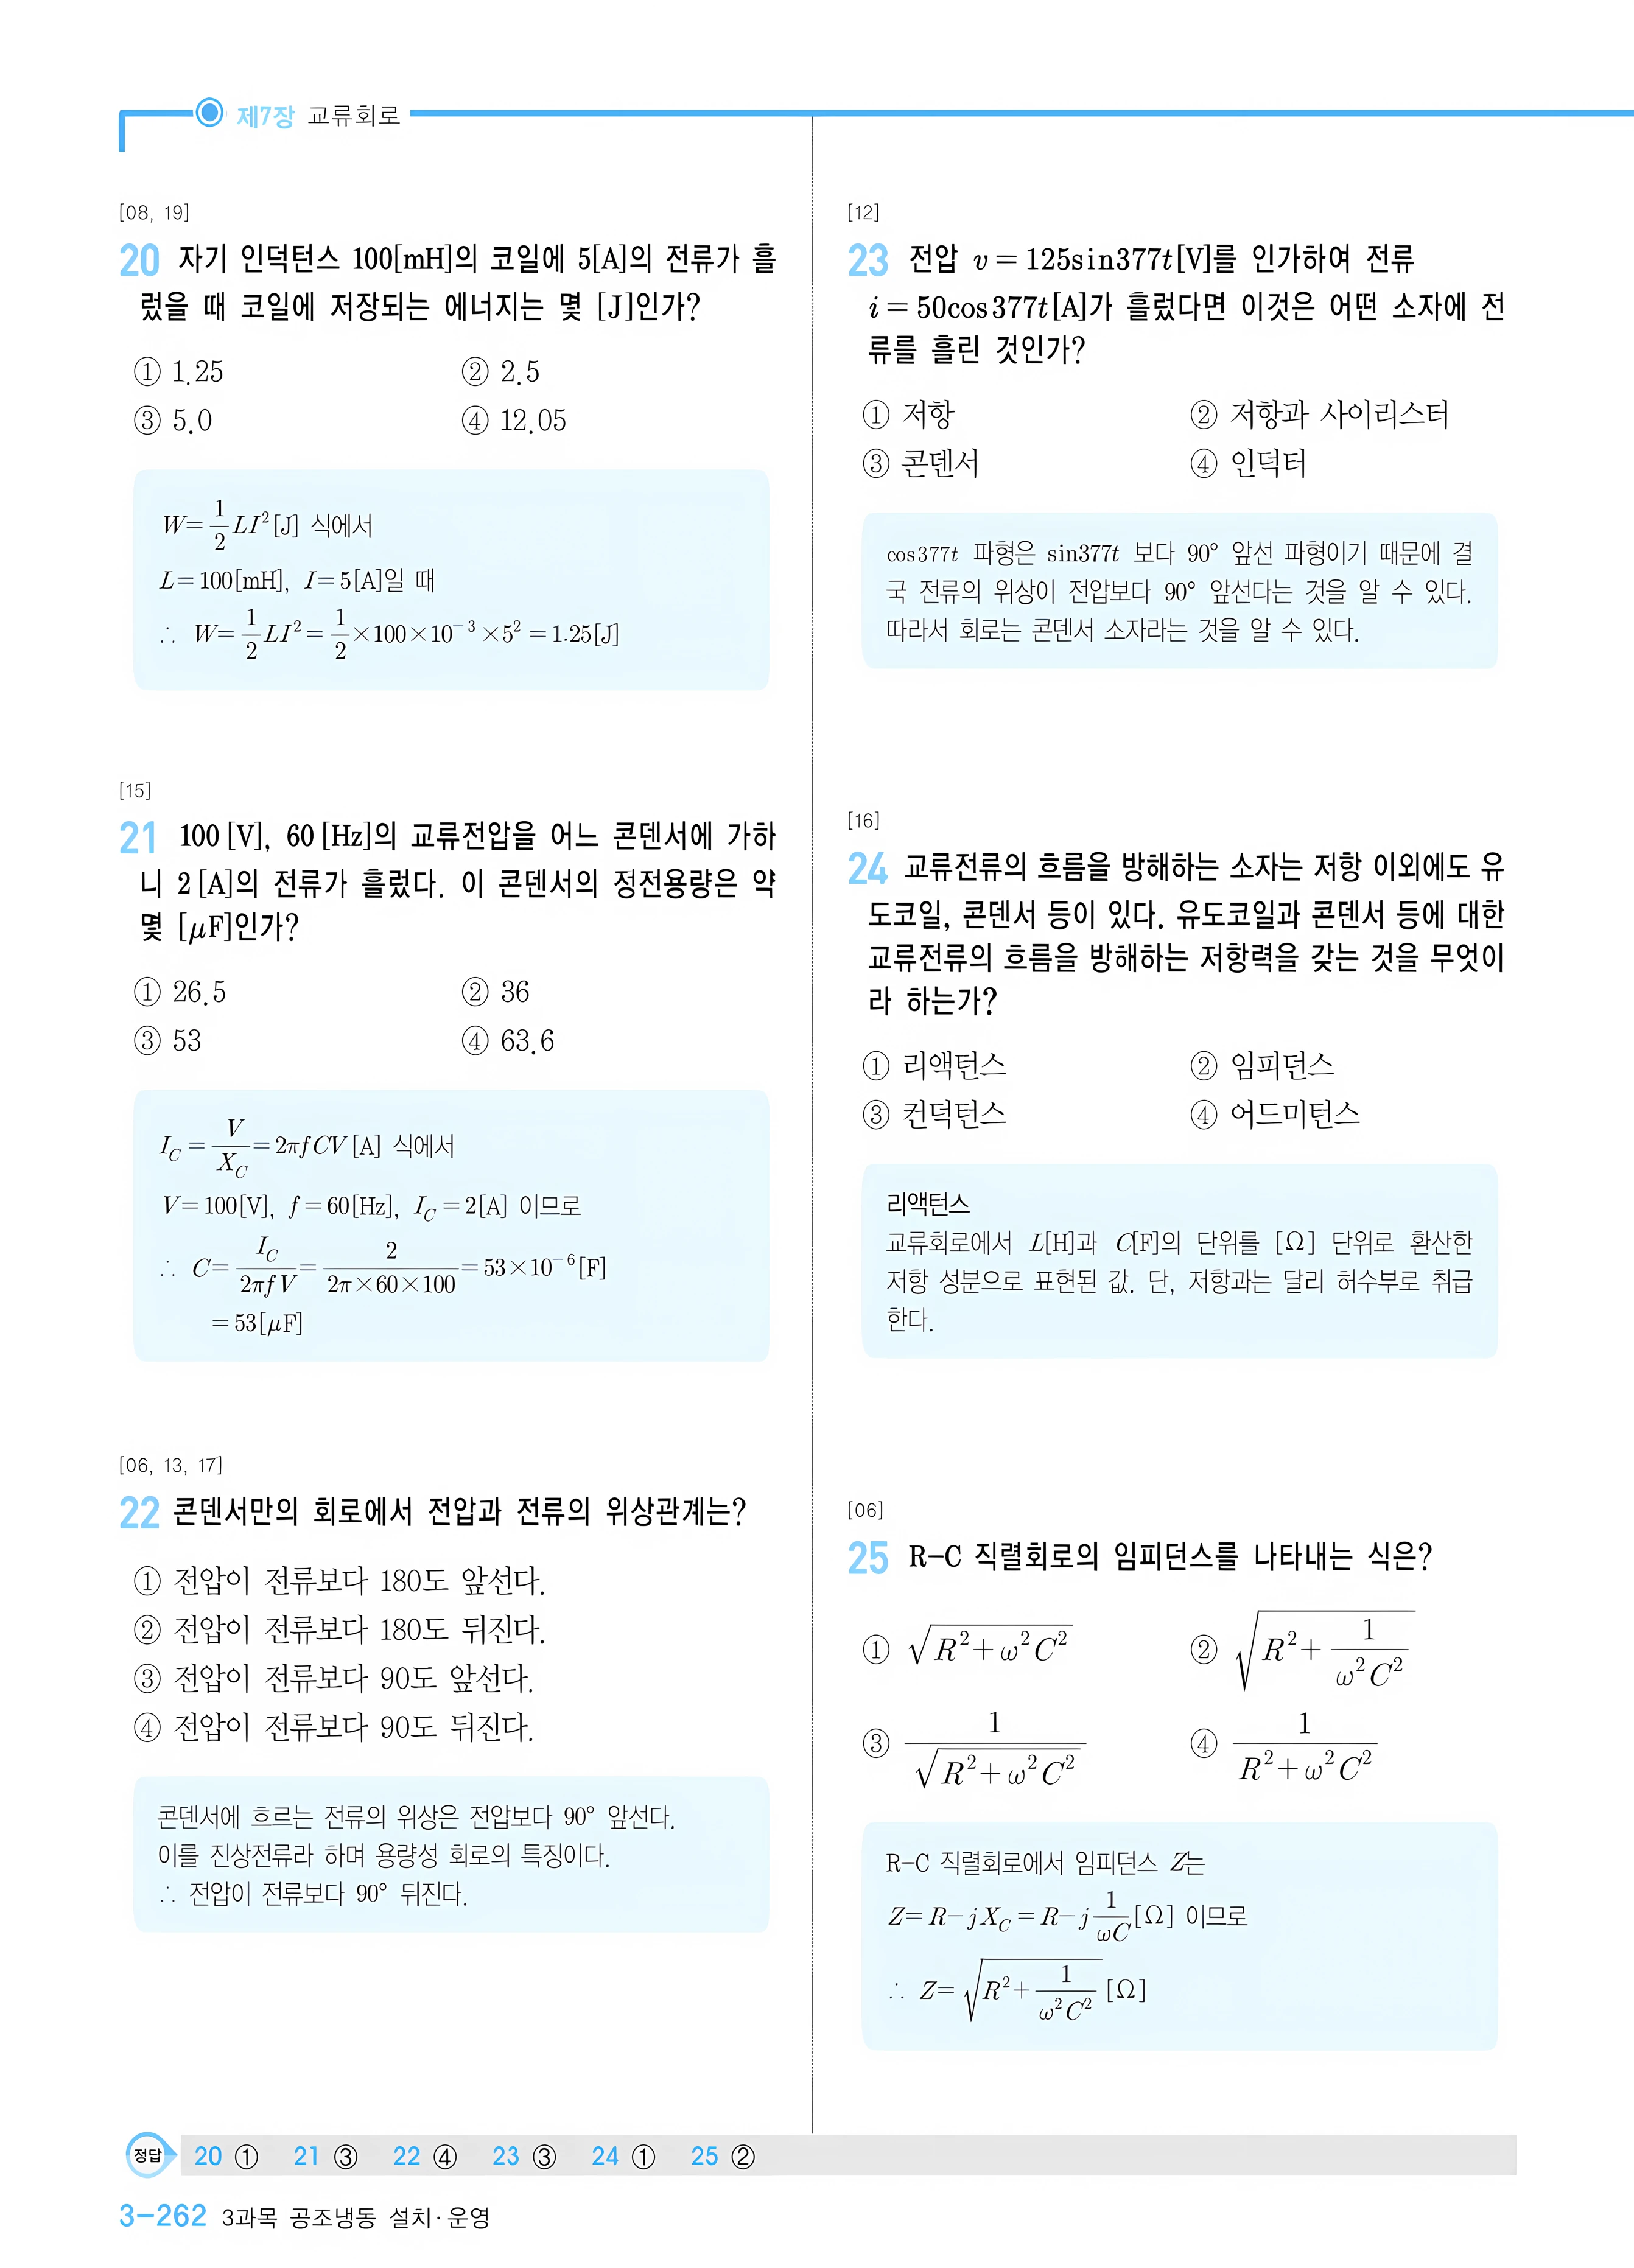 제7장 교류회로
[08, 19]
20 자기 인덕턴스 100[mH]의 코일에 5[A]의 전류가 흘
렀을 때 코일에 저장되는 에너지는 몇 [J]인가?
① 1.25 ② 2.5
③ 5.0 ④ 12.05
W=1/2 LI²[J] 식에서
L=100[mH], I=5[A]일 때
∴ W=1/2 LI²=1/2×100×10⁻³×5²=1.25[J]
[15]
21 100[V], 60[Hz]의 교류전압을 어느 콘덴서에 가하
니 2[A]의 전류가 흘렀다. 이 콘덴서의 정전용량은 약
몇 [μF]인가?
① 26.5 ② 36
③ 53 ④ 63.6
I_C=V/X_C=2πfCV[A] 식에서
V=100[V], f=60[Hz], I_C=2[A] 이므로
∴ C=I_C/2πfV=2/2π×60×100=53×10⁻⁶[F]
=53[μF]
[06, 13, 17]
22 콘덴서만의 회로에서 전압과 전류의 위상관계는?
① 전압이 전류보다 180도 앞선다.
② 전압이 전류보다 180도 뒤진다.
③ 전압이 전류보다 90도 앞선다.
④ 전압이 전류보다 90도 뒤진다.
콘덴서에 흐르는 전류의 위상은 전압보다 90° 앞선다.
이를 진상전류라 하며 용량성 회로의 특징이다.
∴ 전압이 전류보다 90° 뒤진다.
[12]
23 전압 v=125sin377t[V]를 인가하여 전류
i=50cos377t[A]가 흘렀다면 이것은 어떤 소자에 전
류를 흘린 것인가?
① 저항 ② 저항과 사이리스터
③ 콘덴서 ④ 인덕터
cos377t 파형은 sin377t 보다 90° 앞선 파형이기 때문에 결
국 전류의 위상이 전압보다 90° 앞선다는 것을 알 수 있다.
따라서 회로는 콘덴서 소자라는 것을 알 수 있다.
[16]
24 교류전류의 흐름을 방해하는 소자는 저항 이외에도 유
도코일, 콘덴서 등이 있다. 유도코일과 콘덴서 등에 대한
교류전류의 흐름을 방해하는 저항력을 갖는 것을 무엇이
라 하는가?
① 리액턴스 ② 임피던스
③ 컨덕턴스 ④ 어드미턴스
리액턴스
교류회로에서 L[H]과 C[F]의 단위를 [Ω] 단위로 환산한
저항 성분으로 표현된 값. 단, 저항과는 달리 허수부로 취급
한다.
[06]
25 R-C 직렬회로의 임피던스를 나타내는 식은?
① √(R²+ω²C²) ② √(R²+1/ω²C²)
③ 1/√(R²+ω²C²) ④ 1/(R²+ω²C²)
R-C 직렬회로에서 임피던스 Z는
Z=R-jX_C=R-j1/ωC[Ω] 이므로
∴ Z=√(R²+1/ω²C²) [Ω]
정답 20 ① 21 ③ 22 ④ 23 ③ 24 ① 25 ②
3-262 3과목 공조냉동 설치·운영